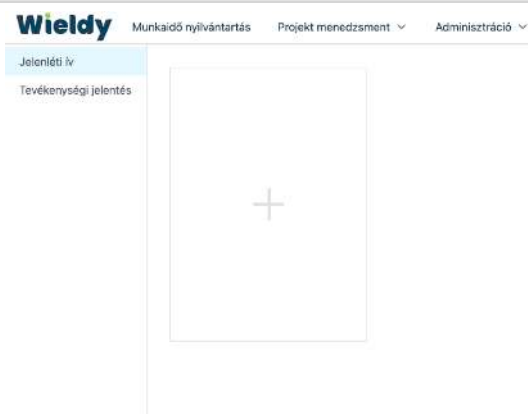 Wieldy
Munkaidő nyilvántartás
Projekt menedzsment
Adminisztráció
Jelenléti ív
Tevékenységi jelentés